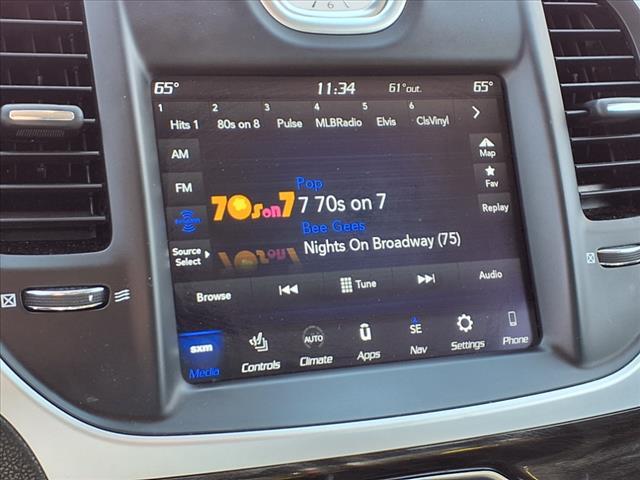 65° 11:34 61°out. 65°
1 2 3 4 5 6
Hits 1 80s on 8 Pulse MLBRadio Elvis ClsVinyl
AM
FM
Source
Select
Map
Fav
Replay
Pop
70s on 7
7 70s on 7
Bee Gees
Nights On Broadway (75)
Browse Tune Audio
sxm AUTO SE
Media Controls Climate Apps Nav Settings Phone